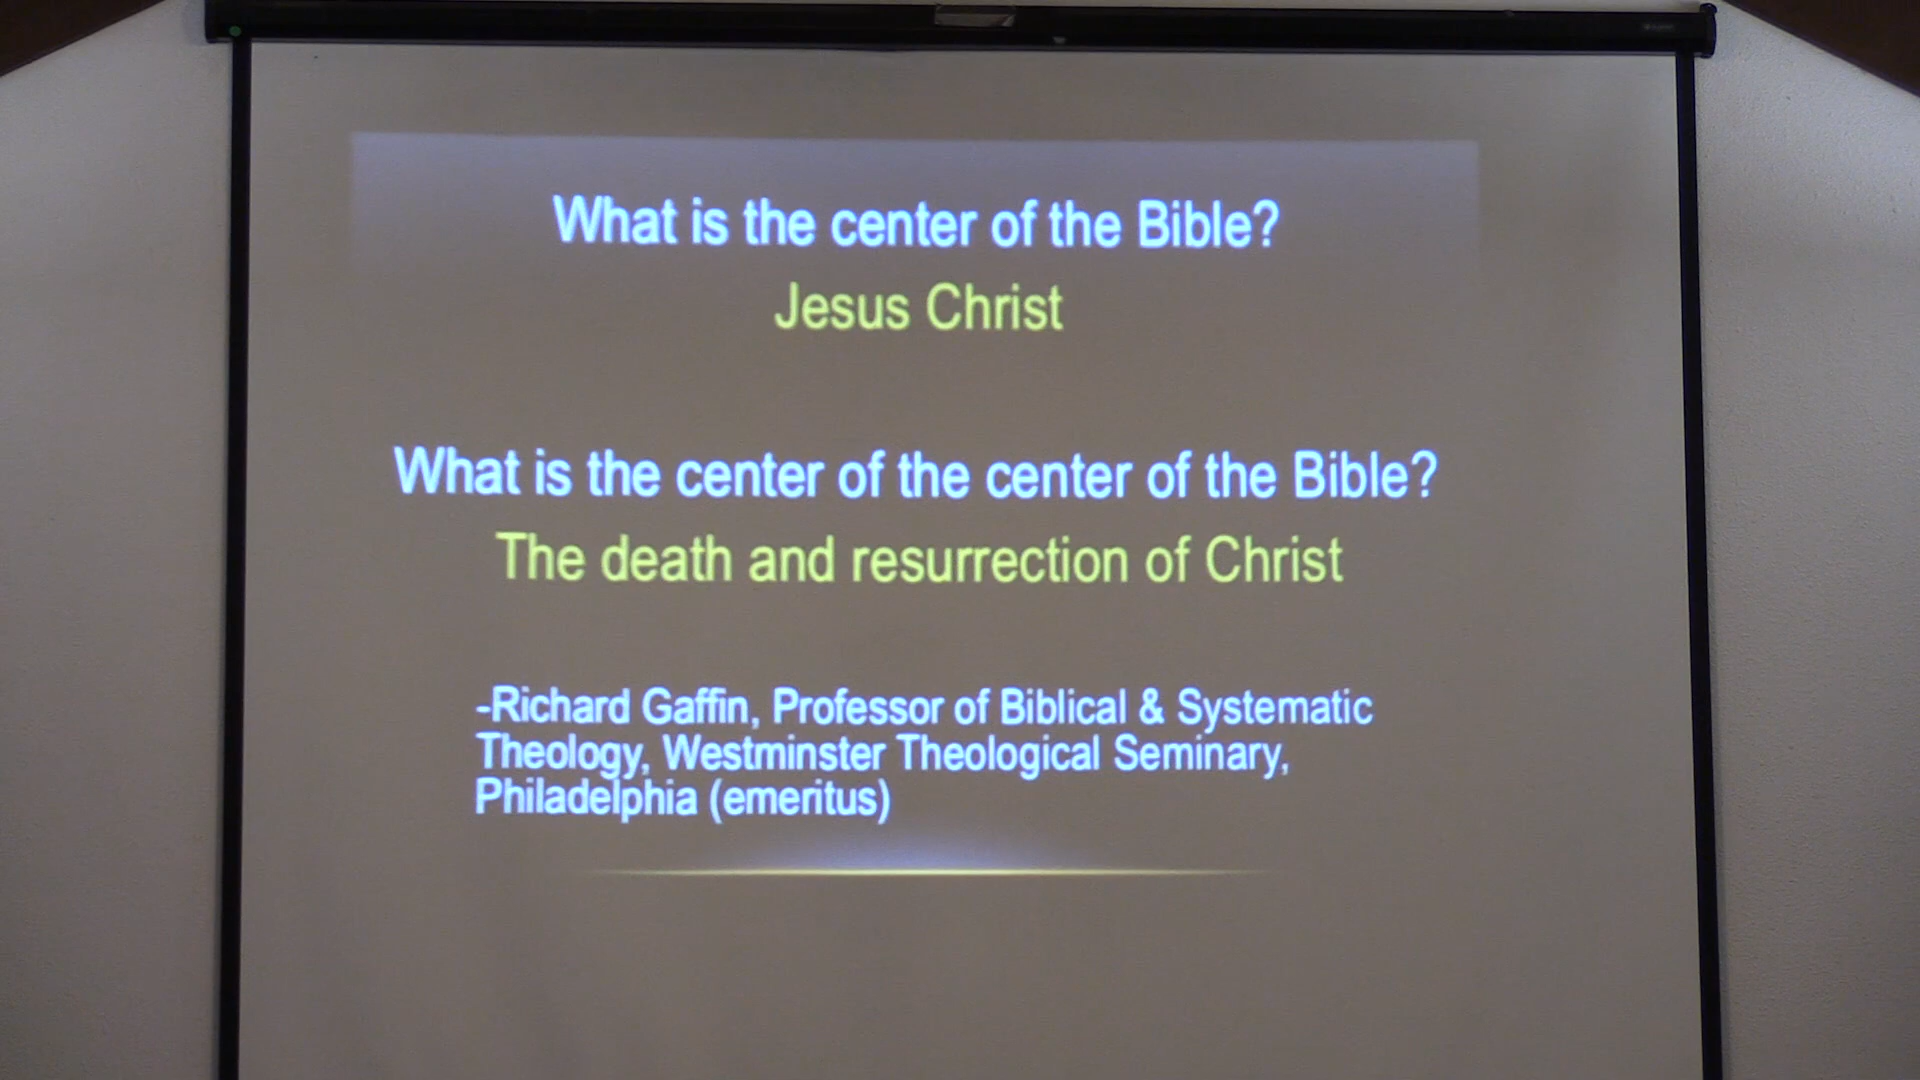 What is the center of the Bible?
Jesus Christ
What is the center of the center of the Bible?
The death and resurrection of Christ
-Richard Gaffin, Professor of Biblical & Systematic
Theology, Westminster Theological Seminary,
Philadelphia (emeritus)